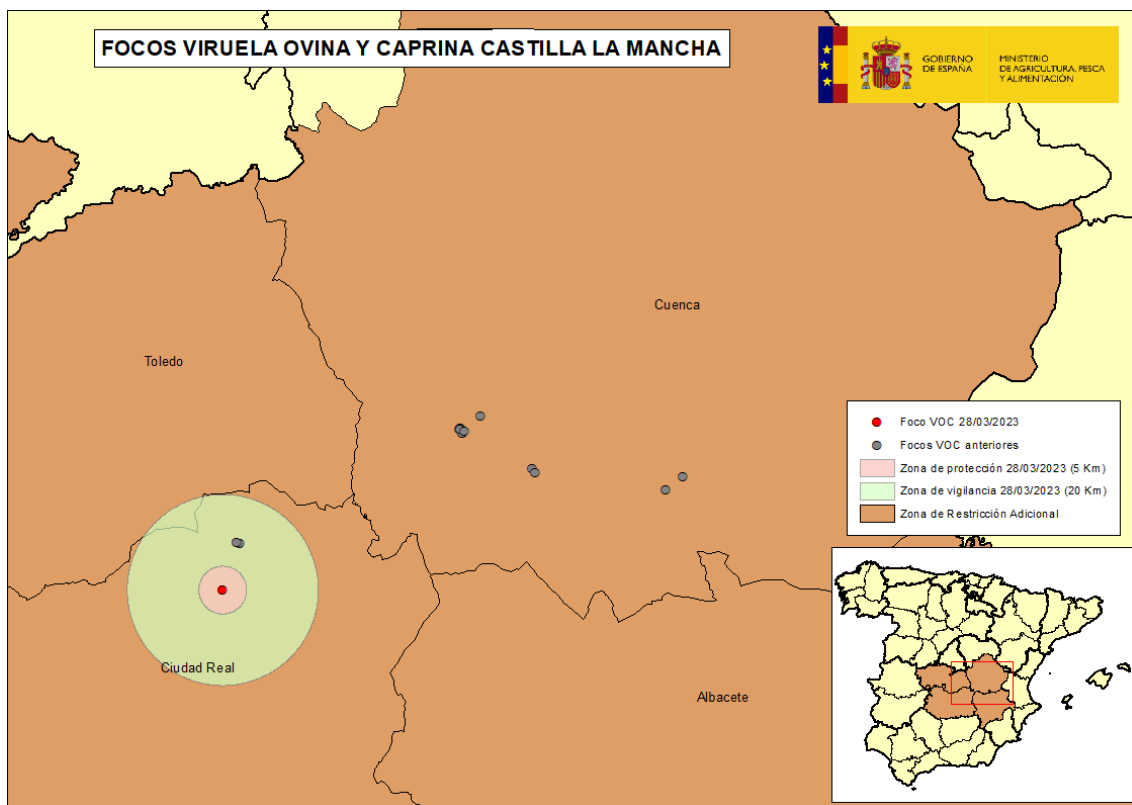 FOCOS VIRUELA OVINA Y CAPRINA CASTILLA LA MANCHA
GOBIERNO
DE ESPAÑA
MINISTERIO
DE AGRICULTURA, PESCA
Y ALIMENTACIÓN
Cuenca
Toledo
Foco VOC 28/03/2023
Focos VOC anteriores
Zona de protección 28/03/2023 (5 Km)
Zona de vigilancia 28/03/2023 (20 Km)
Zona de Restricción Adicional
Ciudad Real
Albacete